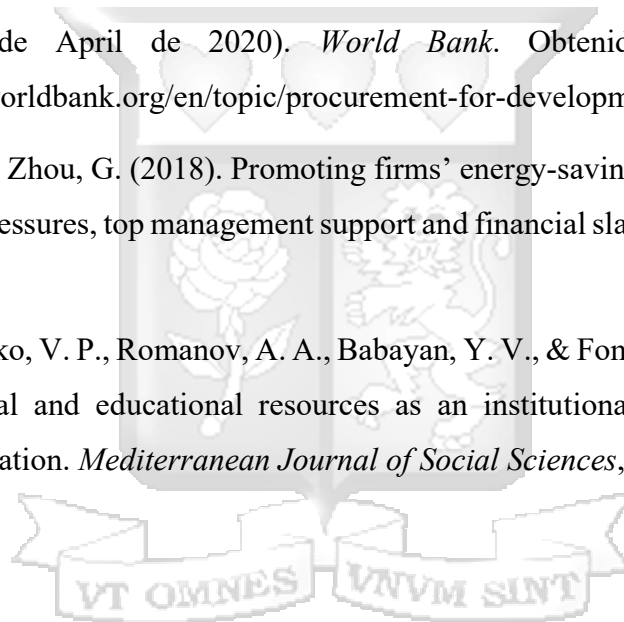 de April de 2020). World Bank. Obtenid
orldbank.org/en/topic/procurement-for-developm
Zhou, G. (2018). Promoting firms' energy-savin
essures, top management support and financial sla
ko, V. P., Romanov, A. A., Babayan, Y. V., & Fon
al and educational resources as an institutiona
ation. Mediterranean Journal of Social Sciences,
VT OMNES VNVM SINT